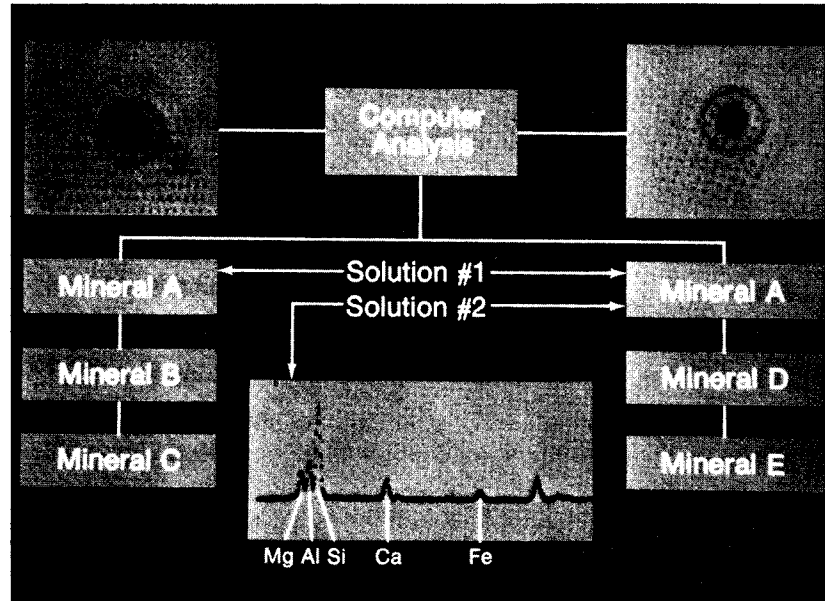 Computer
Analysis
Solution #1
Solution #2
Mineral A
Mineral B
Mineral C
Mineral A
Mineral D
Mineral E
Mg Al Si Ca Fe